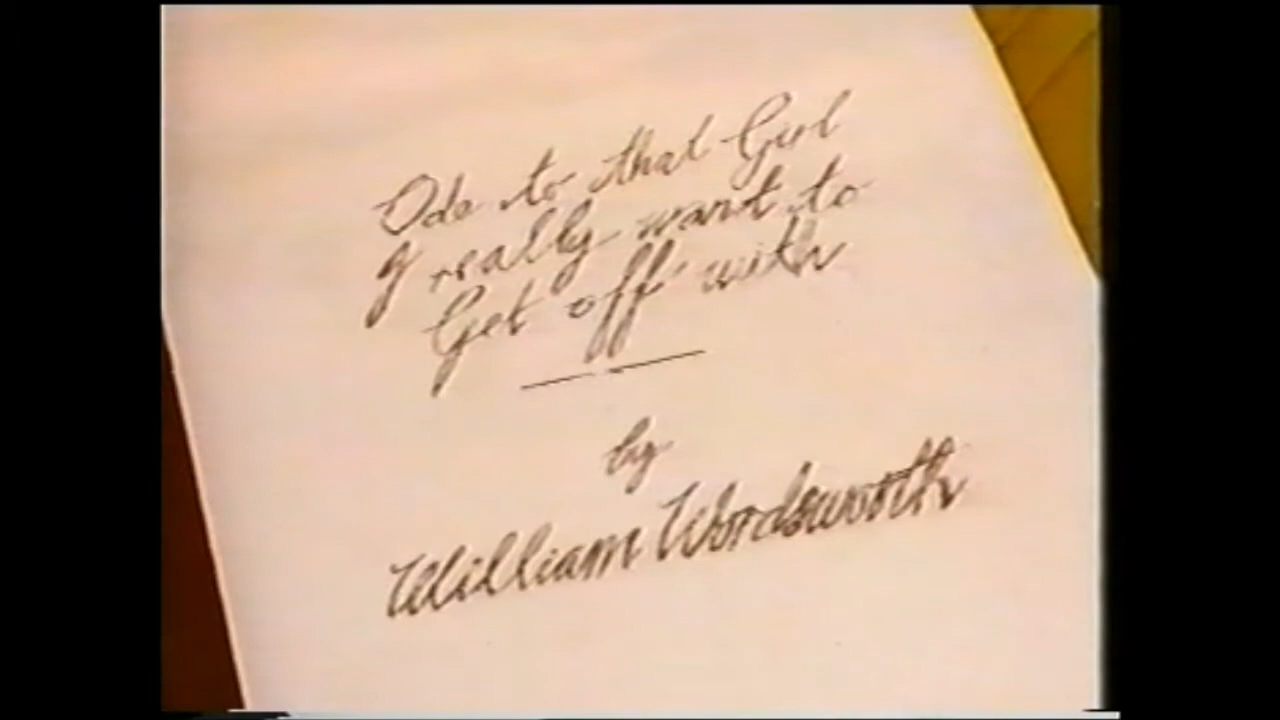 Ode to that Girl
I really want to
Get off with
by
William Wordsworth